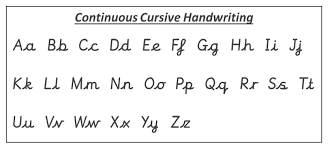 Continuous Cursive Handwriting
Aa Bb Cc Dd Ee Ff Gg Hh Ii Jj
Kk Ll Mm Nn Oo Pp Qq Rr Ss Tt
Uu Vv Ww Xx Yy Zz